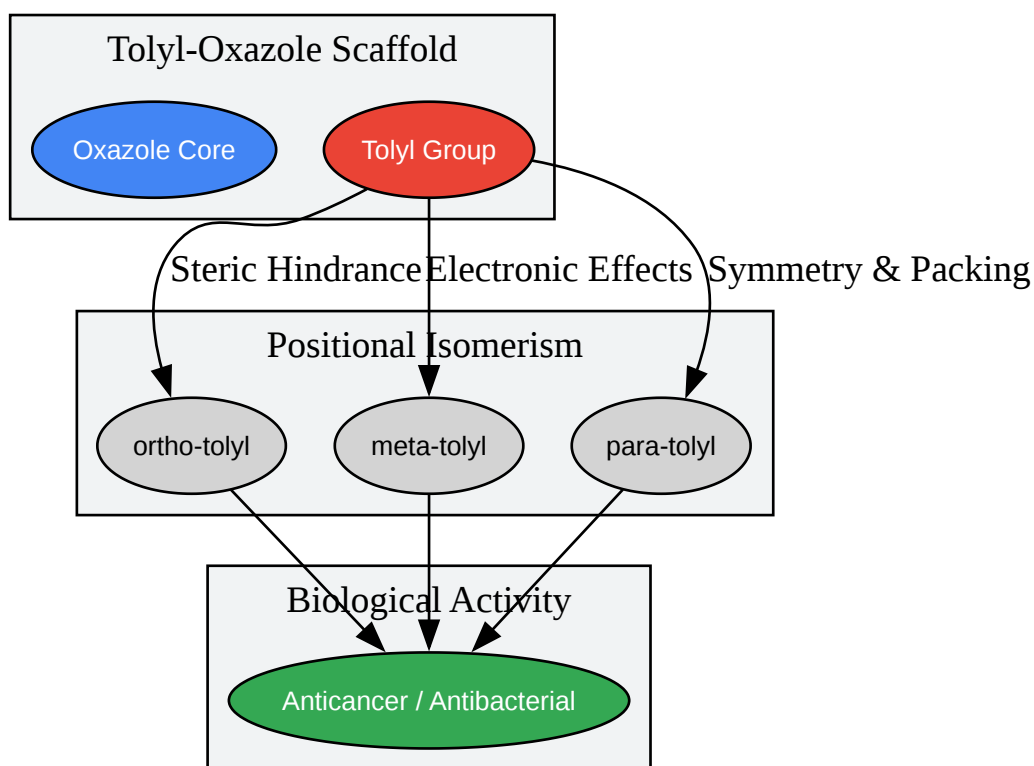 Tolyl-Oxazole Scaffold
Oxazole Core
Tolyl Group
Steric Hindrance
Electronic Effects
Symmetry & Packing
Positional Isomerism
ortho-tolyl
meta-tolyl
para-tolyl
Biological Activity
Anticancer / Antibacterial